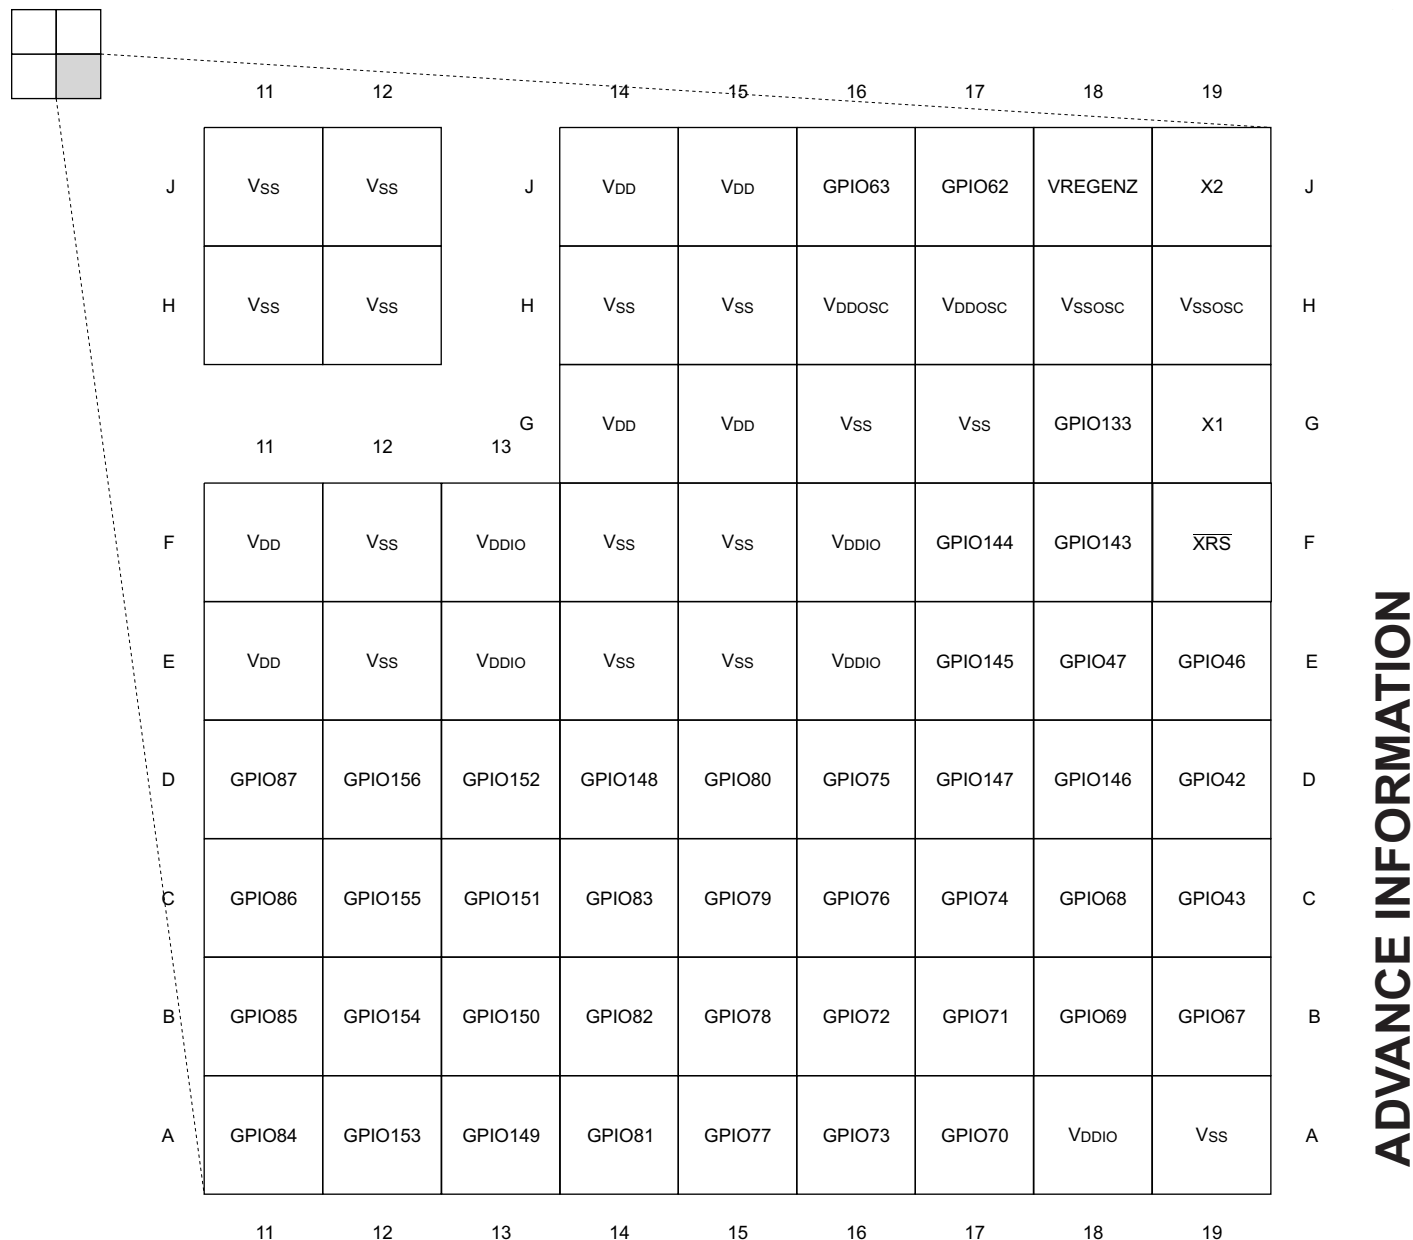 11 12 14 15 16 17 18 19
J VSS VSS J VDD VDD GPIO63 GPIO62 VREGENZ X2 J
H VSS VSS H VSS VSS VDDOSC VDDOSC VSSOSC VSSOSC H
G VDD VDD VSS VSS GPIO133 X1 G
11 12 13
F VDD VSS VDDIO VSS VSS VDDIO GPIO144 GPIO143 XRS F
E VDD VSS VDDIO VSS VSS VDDIO GPIO145 GPIO47 GPIO46 E
D GPIO87 GPIO156 GPIO152 GPIO148 GPIO80 GPIO75 GPIO147 GPIO146 GPIO42 D
C GPIO86 GPIO155 GPIO151 GPIO83 GPIO79 GPIO76 GPIO74 GPIO68 GPIO43 C
B GPIO85 GPIO154 GPIO150 GPIO82 GPIO78 GPIO72 GPIO71 GPIO69 GPIO67 B
A GPIO84 GPIO153 GPIO149 GPIO81 GPIO77 GPIO73 GPIO70 VDDIO VSS A
11 12 13 14 15 16 17 18 19
ADVANCE INFORMATION